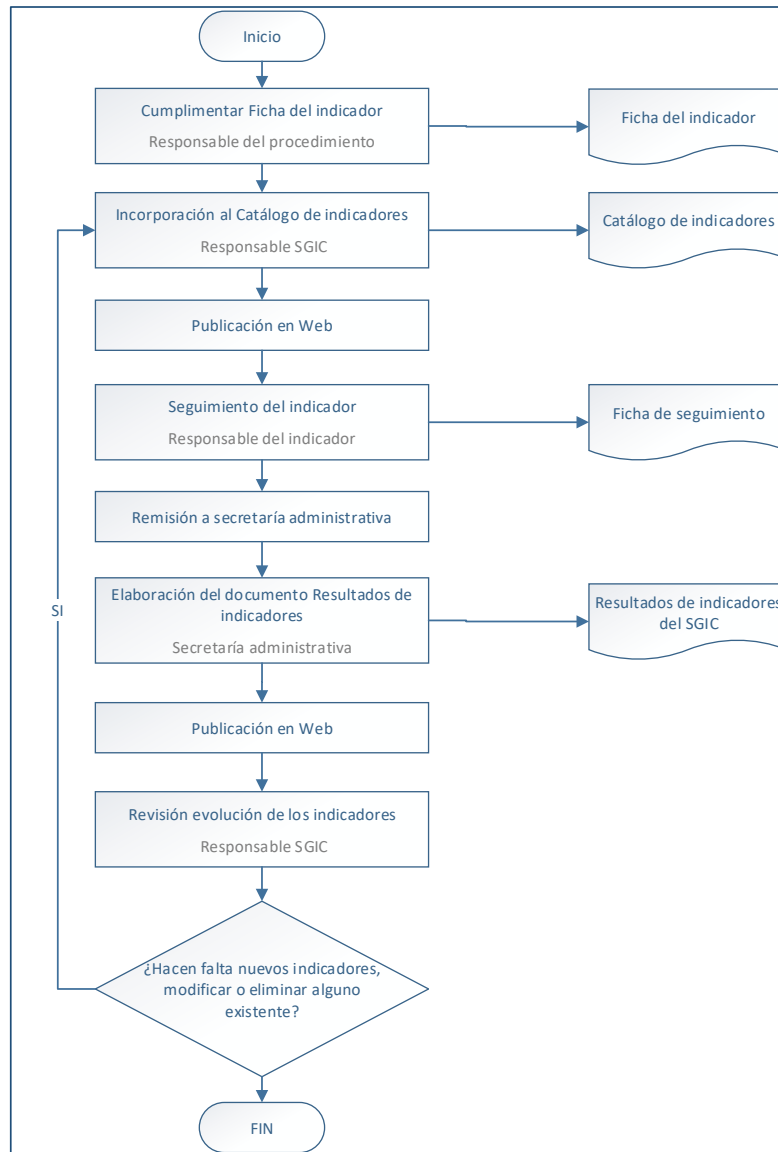 Inicio
Cumplimentar Ficha del indicador
Responsable del procedimiento
Ficha del indicador
Incorporación al Catálogo de indicadores
Responsable SGIC
Catálogo de indicadores
Publicación en Web
Seguimiento del indicador
Responsable del indicador
Ficha de seguimiento
Remisión a secretaría administrativa
Elaboración del documento Resultados de
indicadores
Secretaría administrativa
Resultados de indicadores
del SGIC
SI
Publicación en Web
Revisión evolución de los indicadores
Responsable SGIC
¿Hacen falta nuevos indicadores,
modificar o eliminar alguno
existente?
FIN